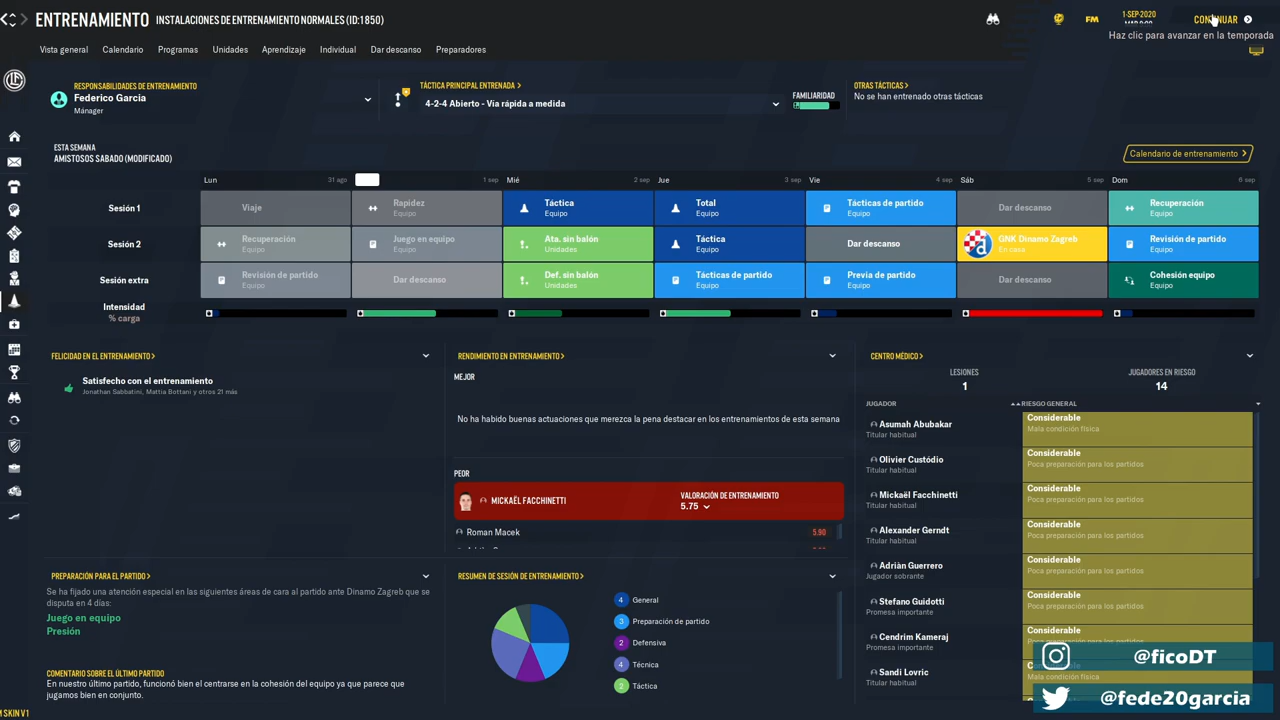 ENTRENAMIENTO INSTALACIONES DE ENTRENAMIENTO NORMALES (ID:1850)
FM
1-SEP-2020
CONTINUAR
Haz clic para avanzar en la temporada
Vista general Calendario Programas Unidades Aprendizaje Individual Dar descanso Preparadores
RESPONSABILIDADES DE ENTRENAMIENTO
Federico García
Mánager
TÁCTICA PRINCIPAL ENTRENADA
4-2-4 Abierto - Vía rápida a medida
FAMILIARIDAD
OTRAS TÁCTICAS
No se han entrenado otras tácticas
ESTA SEMANA
AMISTOSOS SÁBADO (MODIFICADO)
Calendario de entrenamiento
Lun 31 ago 1 sep Mié 2 sep Jue 3 sep Vie 4 sep Sáb 5 sep Dom 6 sep
Sesión 1
Viaje
Rapidez
Equipo
Táctica
Equipo
Total
Equipo
Tácticas de partido
Equipo
Dar descanso
Recuperación
Equipo
Sesión 2
Recuperación
Equipo
Juego en equipo
Equipo
Ata. sin balón
Unidades
Táctica
Equipo
Dar descanso
GNK Dinamo Zagreb
En casa
Revisión de partido
Equipo
Sesión extra
Revisión de partido
Equipo
Dar descanso
Def. sin balón
Unidades
Tácticas de partido
Equipo
Previa de partido
Equipo
Dar descanso
Cohesión equipo
Equipo
Intensidad
% carga
FELICIDAD EN EL ENTRENAMIENTO
Satisfecho con el entrenamiento
Jonathan Sabbatini, Mattia Bottani y otros 21 más
RENDIMIENTO EN ENTRENAMIENTO
MEJOR
No ha habido buenas actuaciones que merezca la pena destacar en los entrenamientos de esta semana
PEOR
MICKAËL FACCHINETTI
VALORACIÓN DE ENTRENAMIENTO
5.75
Roman Macek 5.90
CENTRO MÉDICO
LESIONES
1
JUGADORES EN RIESGO
14
JUGADOR RIESGO GENERAL
Asumah Abubakar
Titular habitual
Considerable
Mala condición física
Olivier Custódio
Titular habitual
Considerable
Poca preparación para los partidos
Mickaël Facchinetti
Titular habitual
Considerable
Poca preparación para los partidos
Alexander Gerndt
Titular habitual
Considerable
Poca preparación para los partidos
Adrián Guerrero
Jugador sobrante
Considerable
Poca preparación para los partidos
Stefano Guidotti
Promesa importante
Considerable
Poca preparación para los partidos
Cendrim Kameraj
Promesa importante
Considerable
Sandi Lovric
Titular habitual
Mala condición física
PREPARACIÓN PARA EL PARTIDO
Se ha fijado una atención especial en las siguientes áreas de cara al partido ante Dinamo Zagreb que se
disputa en 4 días:
Juego en equipo
Presión
COMENTARIO SOBRE EL ÚLTIMO PARTIDO
En nuestro último partido, funcionó bien el centrarse en la cohesión del equipo ya que notamos que
jugamos bien en conjunto.
RESUMEN DE SESIÓN DE ENTRENAMIENTO
4 General
3 Preparación de partido
2 Defensiva
4 Técnica
2 Táctica
@ficoDT
@fede20garcia
M SKIN V1